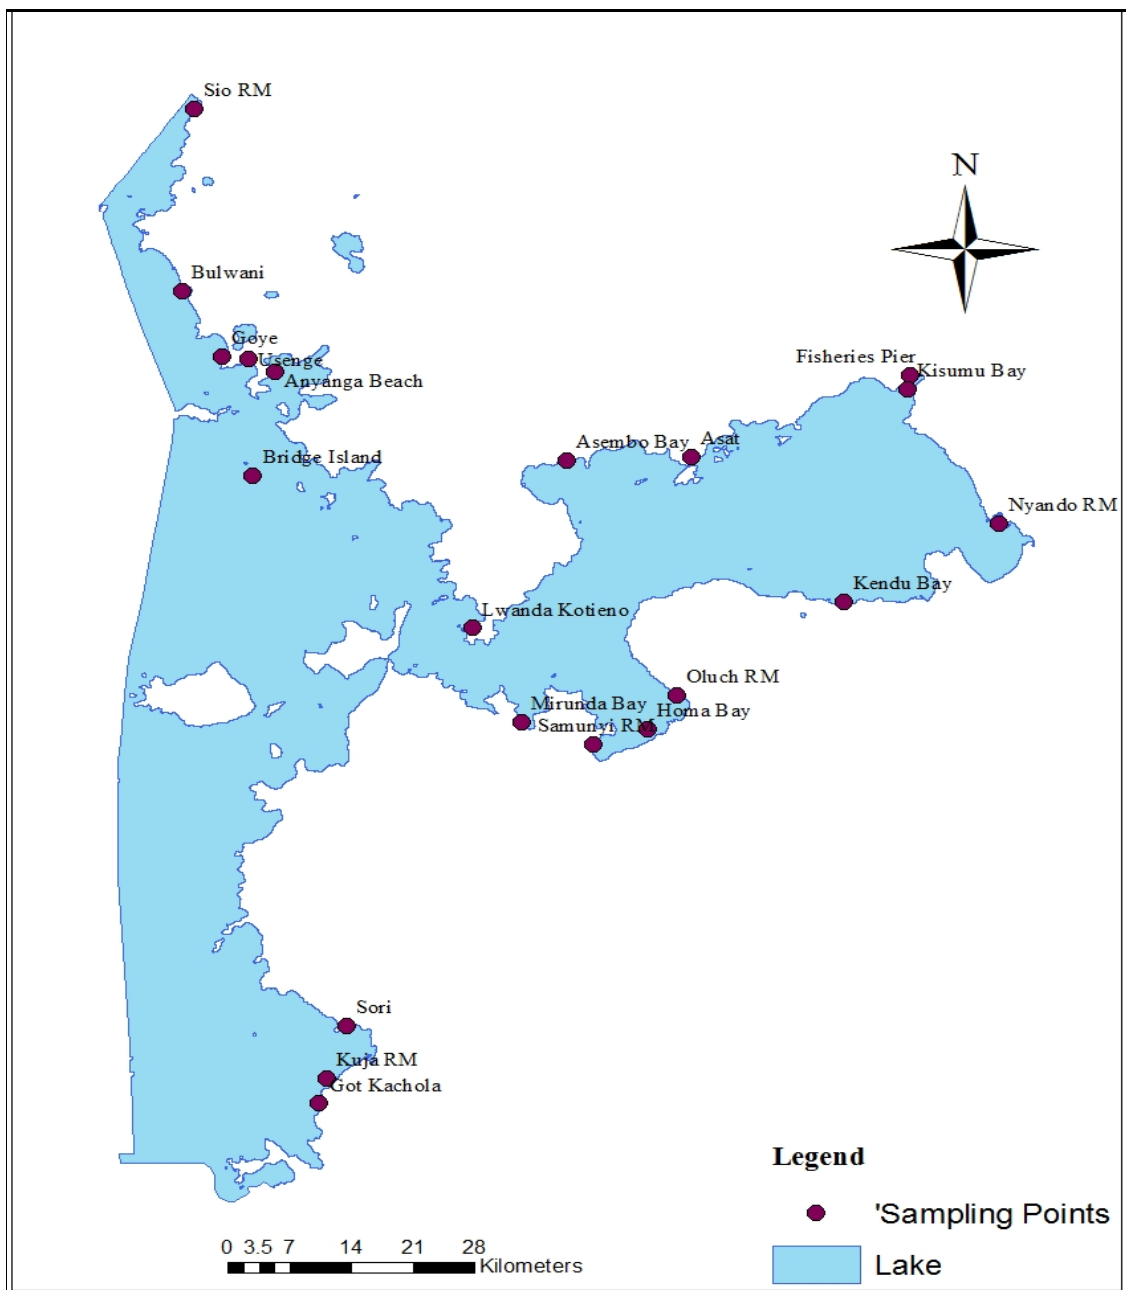 Sio RM
N
Bulwani
Goye
Usenge
Anyanga Beach
Fisheries Pier
Kisumu Bay
Asembo Bay
Asat
Bridge Island
Nyando RM
Kendu Bay
Lwanda Kotieno
Oluch RM
Mirunda Bay
Homa Bay
Samunyi RM
Sori
Kuja RM
Got Kachola
Legend
'Sampling Points
Lake
0 3.5 7 14 21 28
Kilometers